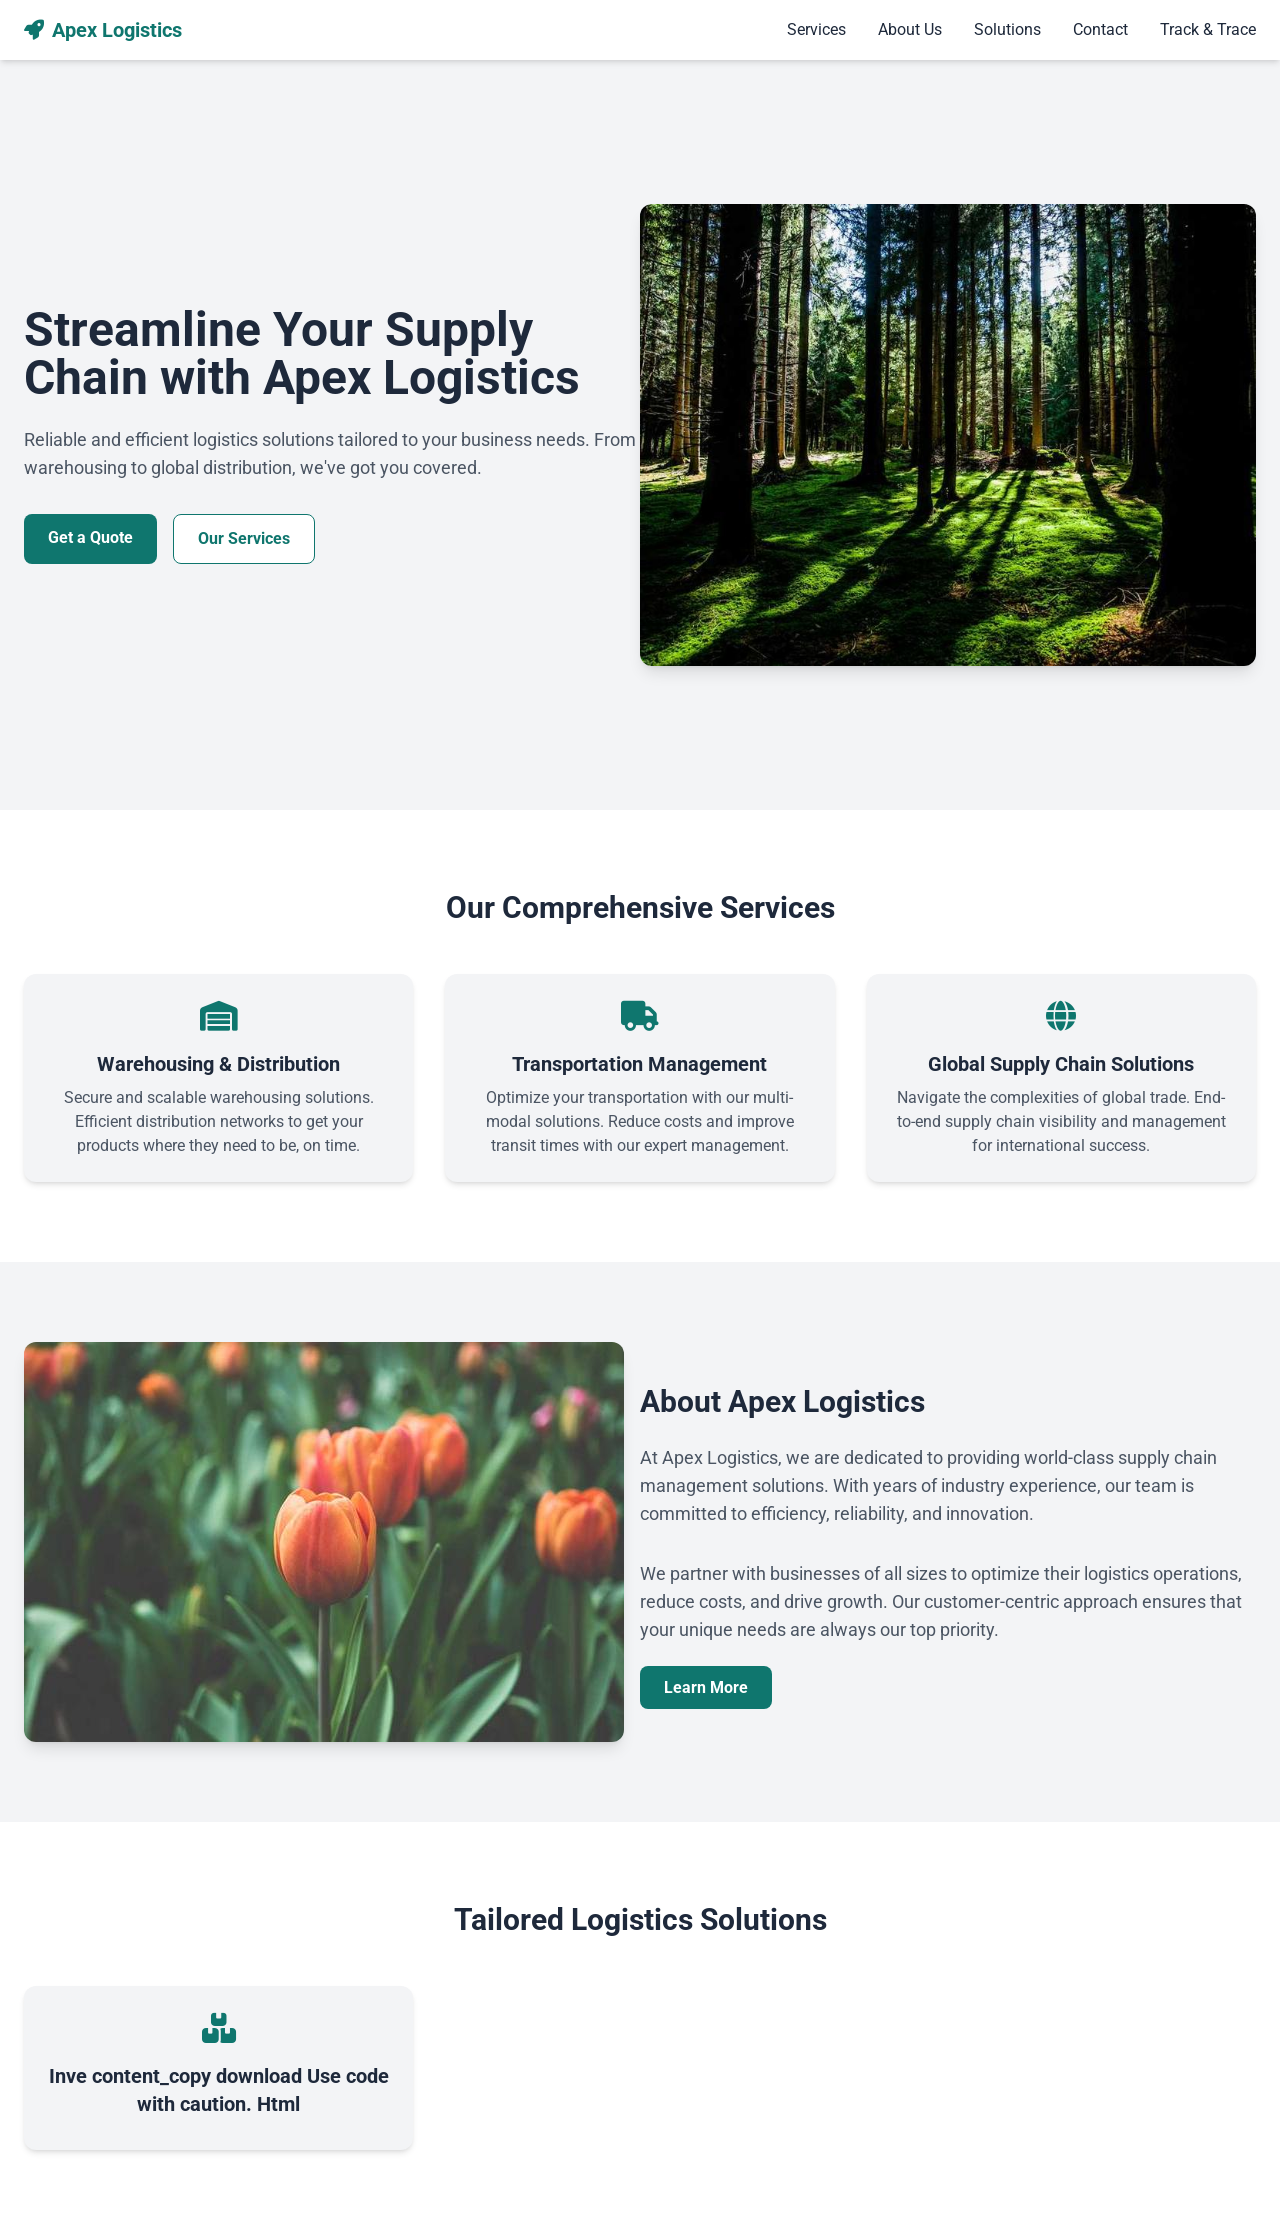 Apex Logistics
Services
About Us
Solutions
Contact
Track & Trace
Streamline Your Supply
Chain with Apex Logistics
Reliable and efficient logistics solutions tailored to your business needs. From
warehousing to global distribution, we've got you covered.
Get a Quote
Our Services
Our Comprehensive Services
Warehousing & Distribution
Secure and scalable warehousing solutions.
Efficient distribution networks to get your
products where they need to be, on time.
Transportation Management
Optimize your transportation with our multi-
modal solutions. Reduce costs and improve
transit times with our expert management.
Global Supply Chain Solutions
Navigate the complexities of global trade. End-
to-end supply chain visibility and management
for international success.
About Apex Logistics
At Apex Logistics, we are dedicated to providing world-class supply chain
management solutions. With years of industry experience, our team is
committed to efficiency, reliability, and innovation.
We partner with businesses of all sizes to optimize their logistics operations,
reduce costs, and drive growth. Our customer-centric approach ensures that
your unique needs are always our top priority.
Learn More
Tailored Logistics Solutions
Inve content_copy download Use code
with caution. Html